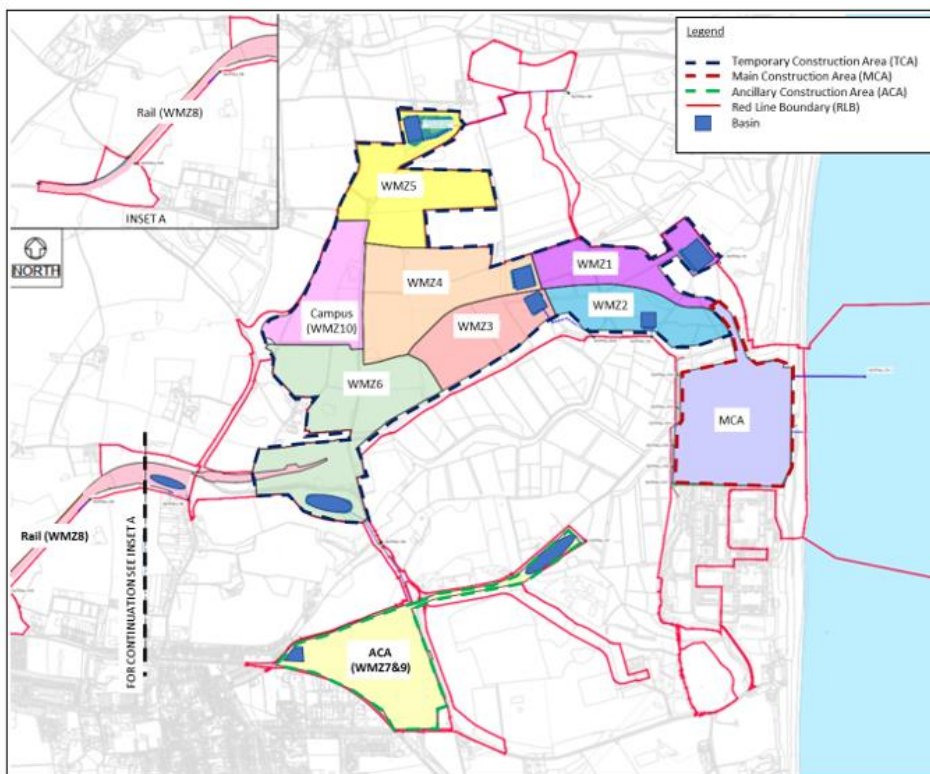 Rail (WMZ8)
INSET A
NORTH
Legend
Temporary Construction Area (TCA)
Main Construction Area (MCA)
Ancillary Construction Area (ACA)
Red Line Boundary (RLB)
Basin
WMZ5
WMZ1
WMZ4
WMZ2
Campus
(WMZ10)
WMZ3
WMZ6
MCA
Rail (WMZ8)
FOR CONTINUATION SEE INSET A
ACA
(WMZ7&9)